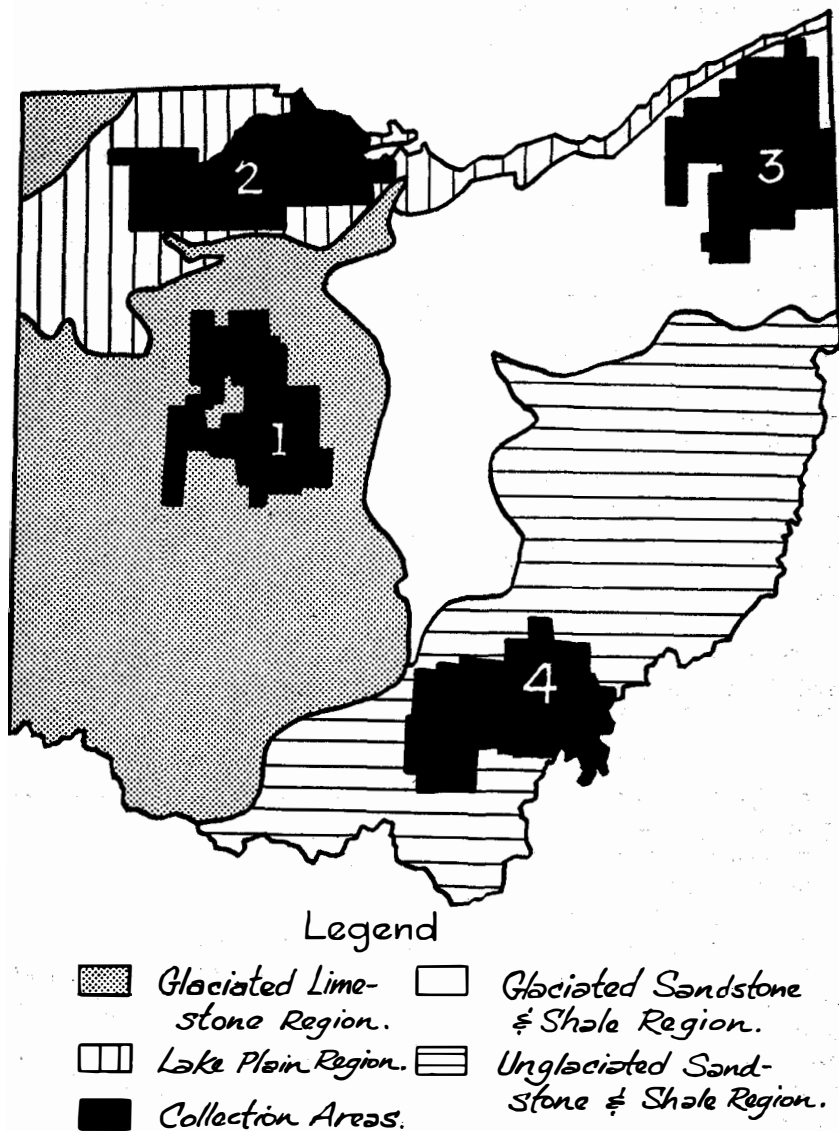 2
3
1
4
Legend
Glaciated Lime-
stone Region.
Glaciated Sandstone
& Shale Region.
Lake Plain Region.
Unglaciated Sand-
stone & Shale Region.
Collection Areas.